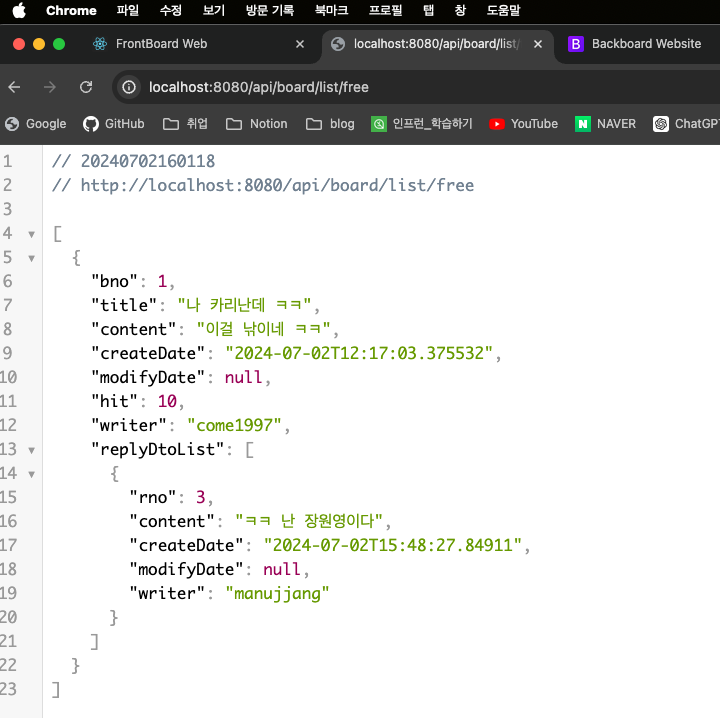 Chrome 파일 수정 보기 방문 기록 북마크 프로필 탭 창 도움말
FrontBoard Web × localhost:8080/api/board/list/ × B Backboard Website
localhost:8080/api/board/list/free
Google GitHub 취업 Notion blog 인프런_학습하기 YouTube N NAVER ChatGPT
1 // 20240702160118
2 // http://localhost:8080/api/board/list/free
3
4 ▼ [
5 ▼ {
6 "bno": 1,
7 "title": "나 카리난데 ㅋㅋ",
8 "content": "이걸 낚이네 ㅋㅋ",
9 "createDate": "2024-07-02T12:17:03.375532",
10 "modifyDate": null,
11 "hit": 10,
12 "writer": "come1997",
13 ▼ "replyDtoList": [
14 ▼ {
15 "rno": 3,
16 "content": "ㅋㅋ 난 장원영이다",
17 "createDate": "2024-07-02T15:48:27.84911",
18 "modifyDate": null,
19 "writer": "manujjang"
20 }
21 ]
22 }
23 ]